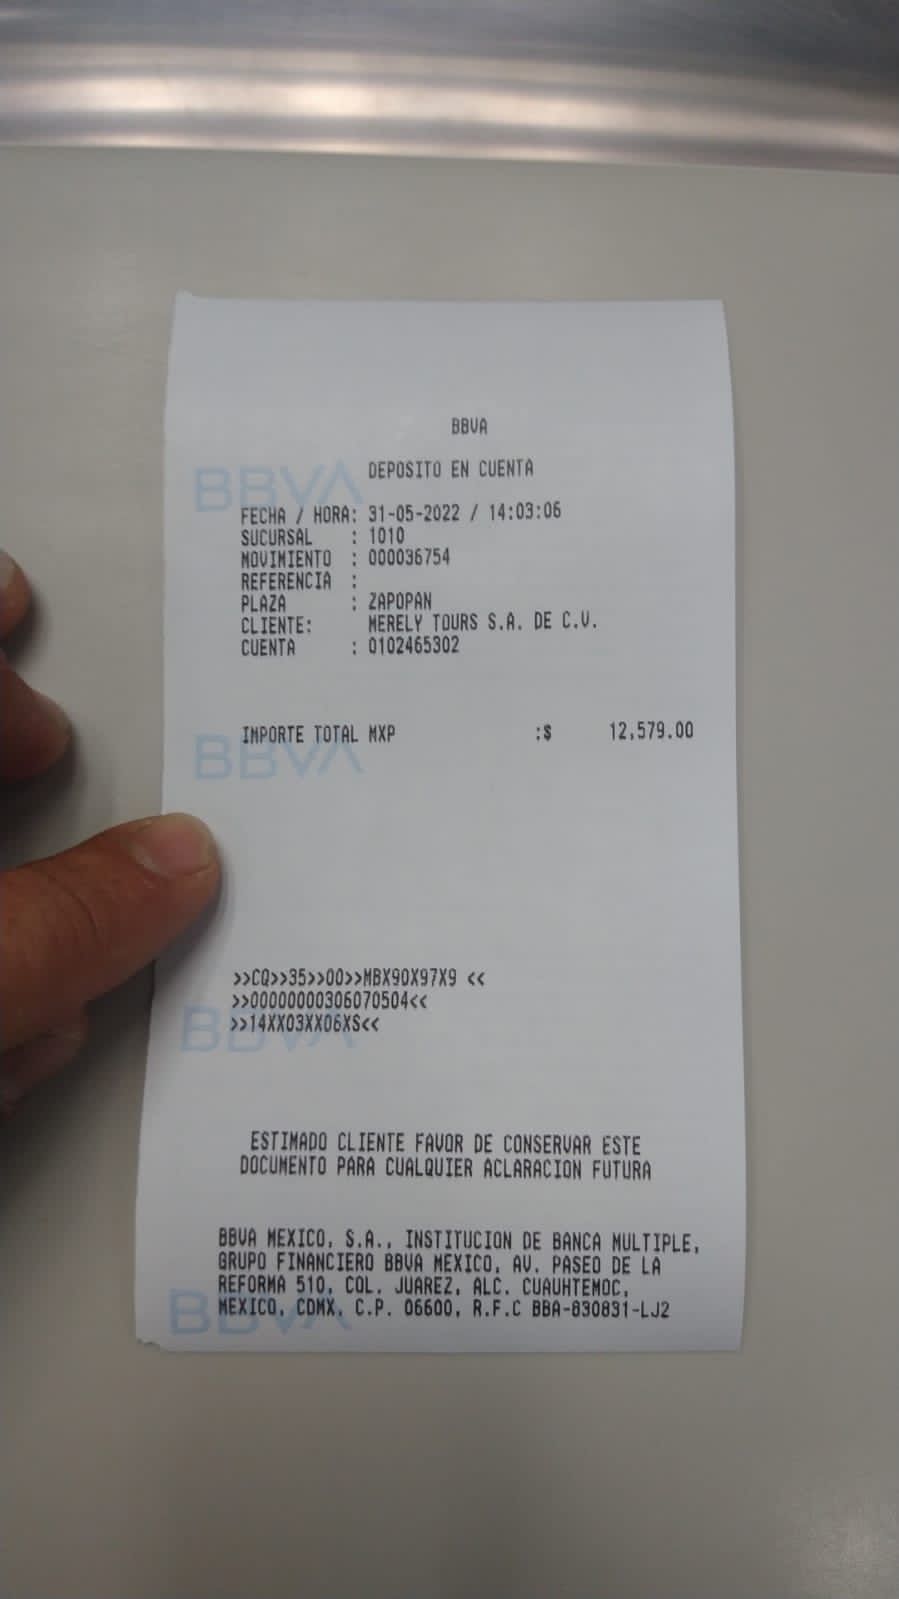 BBVA
DEPOSITO EN CUENTA
FECHA / HORA: 31-05-2022 / 14:03:06
SUCURSAL : 1010
MOVIMIENTO : 000036754
REFERENCIA :
PLAZA : ZAPOPAN
CLIENTE: MERELY TOURS S.A. DE C.V.
CUENTA : 0102465302
IMPORTE TOTAL MXP :$ 12,579.00
BBVA
>>CQ>>35>>00>>MBX90X97X9 <<
>>00000000306070504<<
>>14XX03XX06XS<<
BBVA
ESTIMADO CLIENTE FAVOR DE CONSERVAR ESTE
DOCUMENTO PARA CUALQUIER ACLARACION FUTURA
BBVA MEXICO, S.A., INSTITUCION DE BANCA MULTIPLE,
GRUPO FINANCIERO BBVA MEXICO, AV. PASEO DE LA
REFORMA 510, COL. JUAREZ, ALC. CUAUHTEMOC,
MEXICO, CDMX, C.P. 06600, R.F.C BBA-830831-LJ2
BBVA